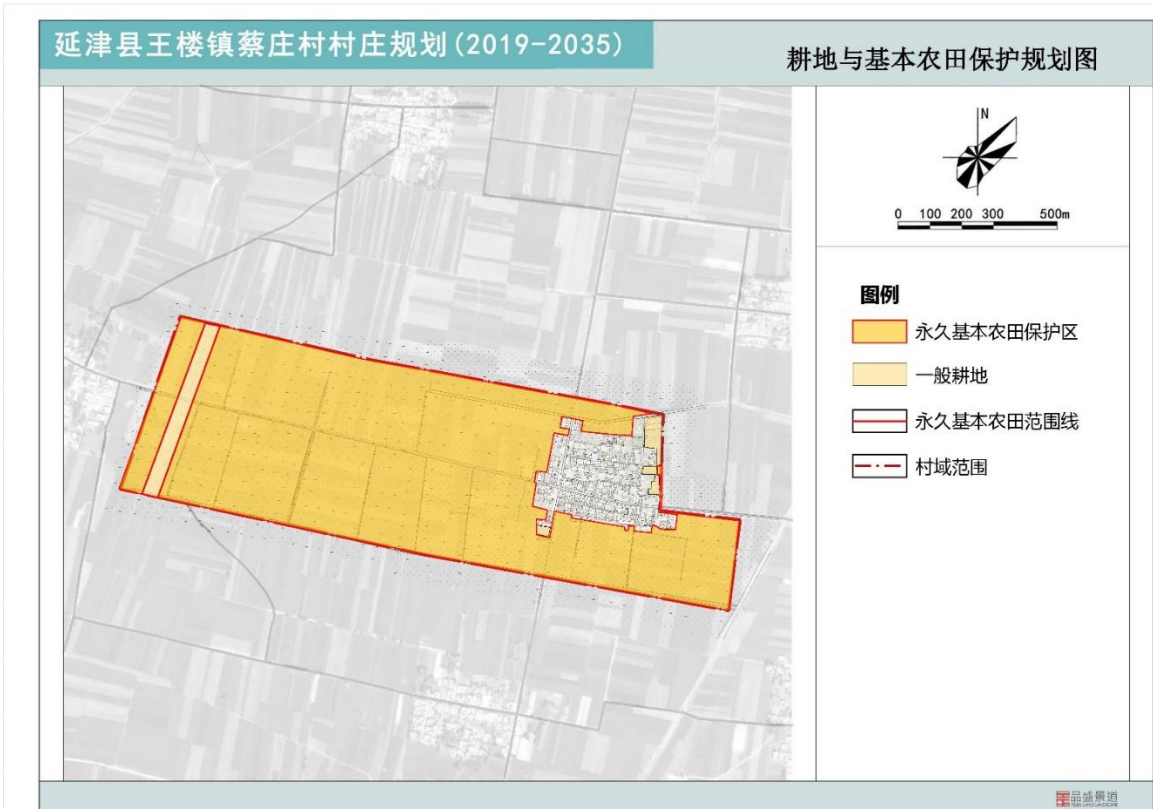 延津县王楼镇蔡庄村村庄规划(2019-2035)
耕地与基本农田保护规划图
N
0 100 200 300 500m
图例
永久基本农田保护区
一般耕地
永久基本农田范围线
村域范围
品盛景道